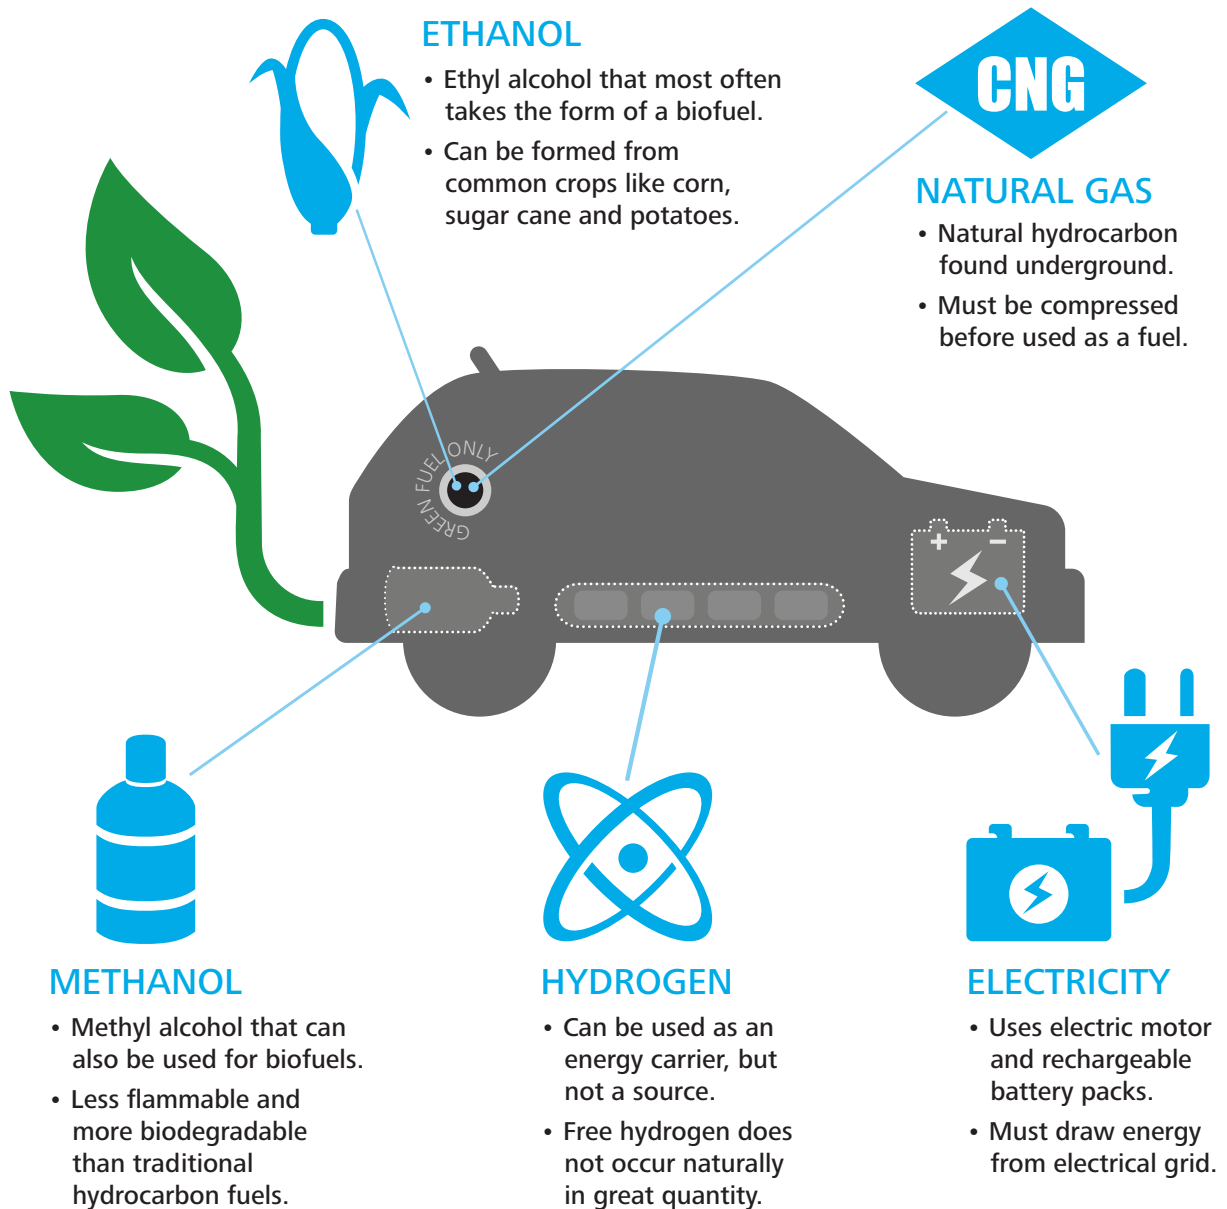 ETHANOL
• Ethyl alcohol that most often
takes the form of a biofuel.
• Can be formed from
common crops like corn,
sugar cane and potatoes.
CNG
NATURAL GAS
• Natural hydrocarbon
found underground.
• Must be compressed
before used as a fuel.
GREEN FUEL ONLY
+ −
METHANOL
• Methyl alcohol that can
also be used for biofuels.
• Less flammable and
more biodegradable
than traditional
hydrocarbon fuels.
HYDROGEN
• Can be used as an
energy carrier, but
not a source.
• Free hydrogen does
not occur naturally
in great quantity.
ELECTRICITY
• Uses electric motor
and rechargeable
battery packs.
• Must draw energy
from electrical grid.